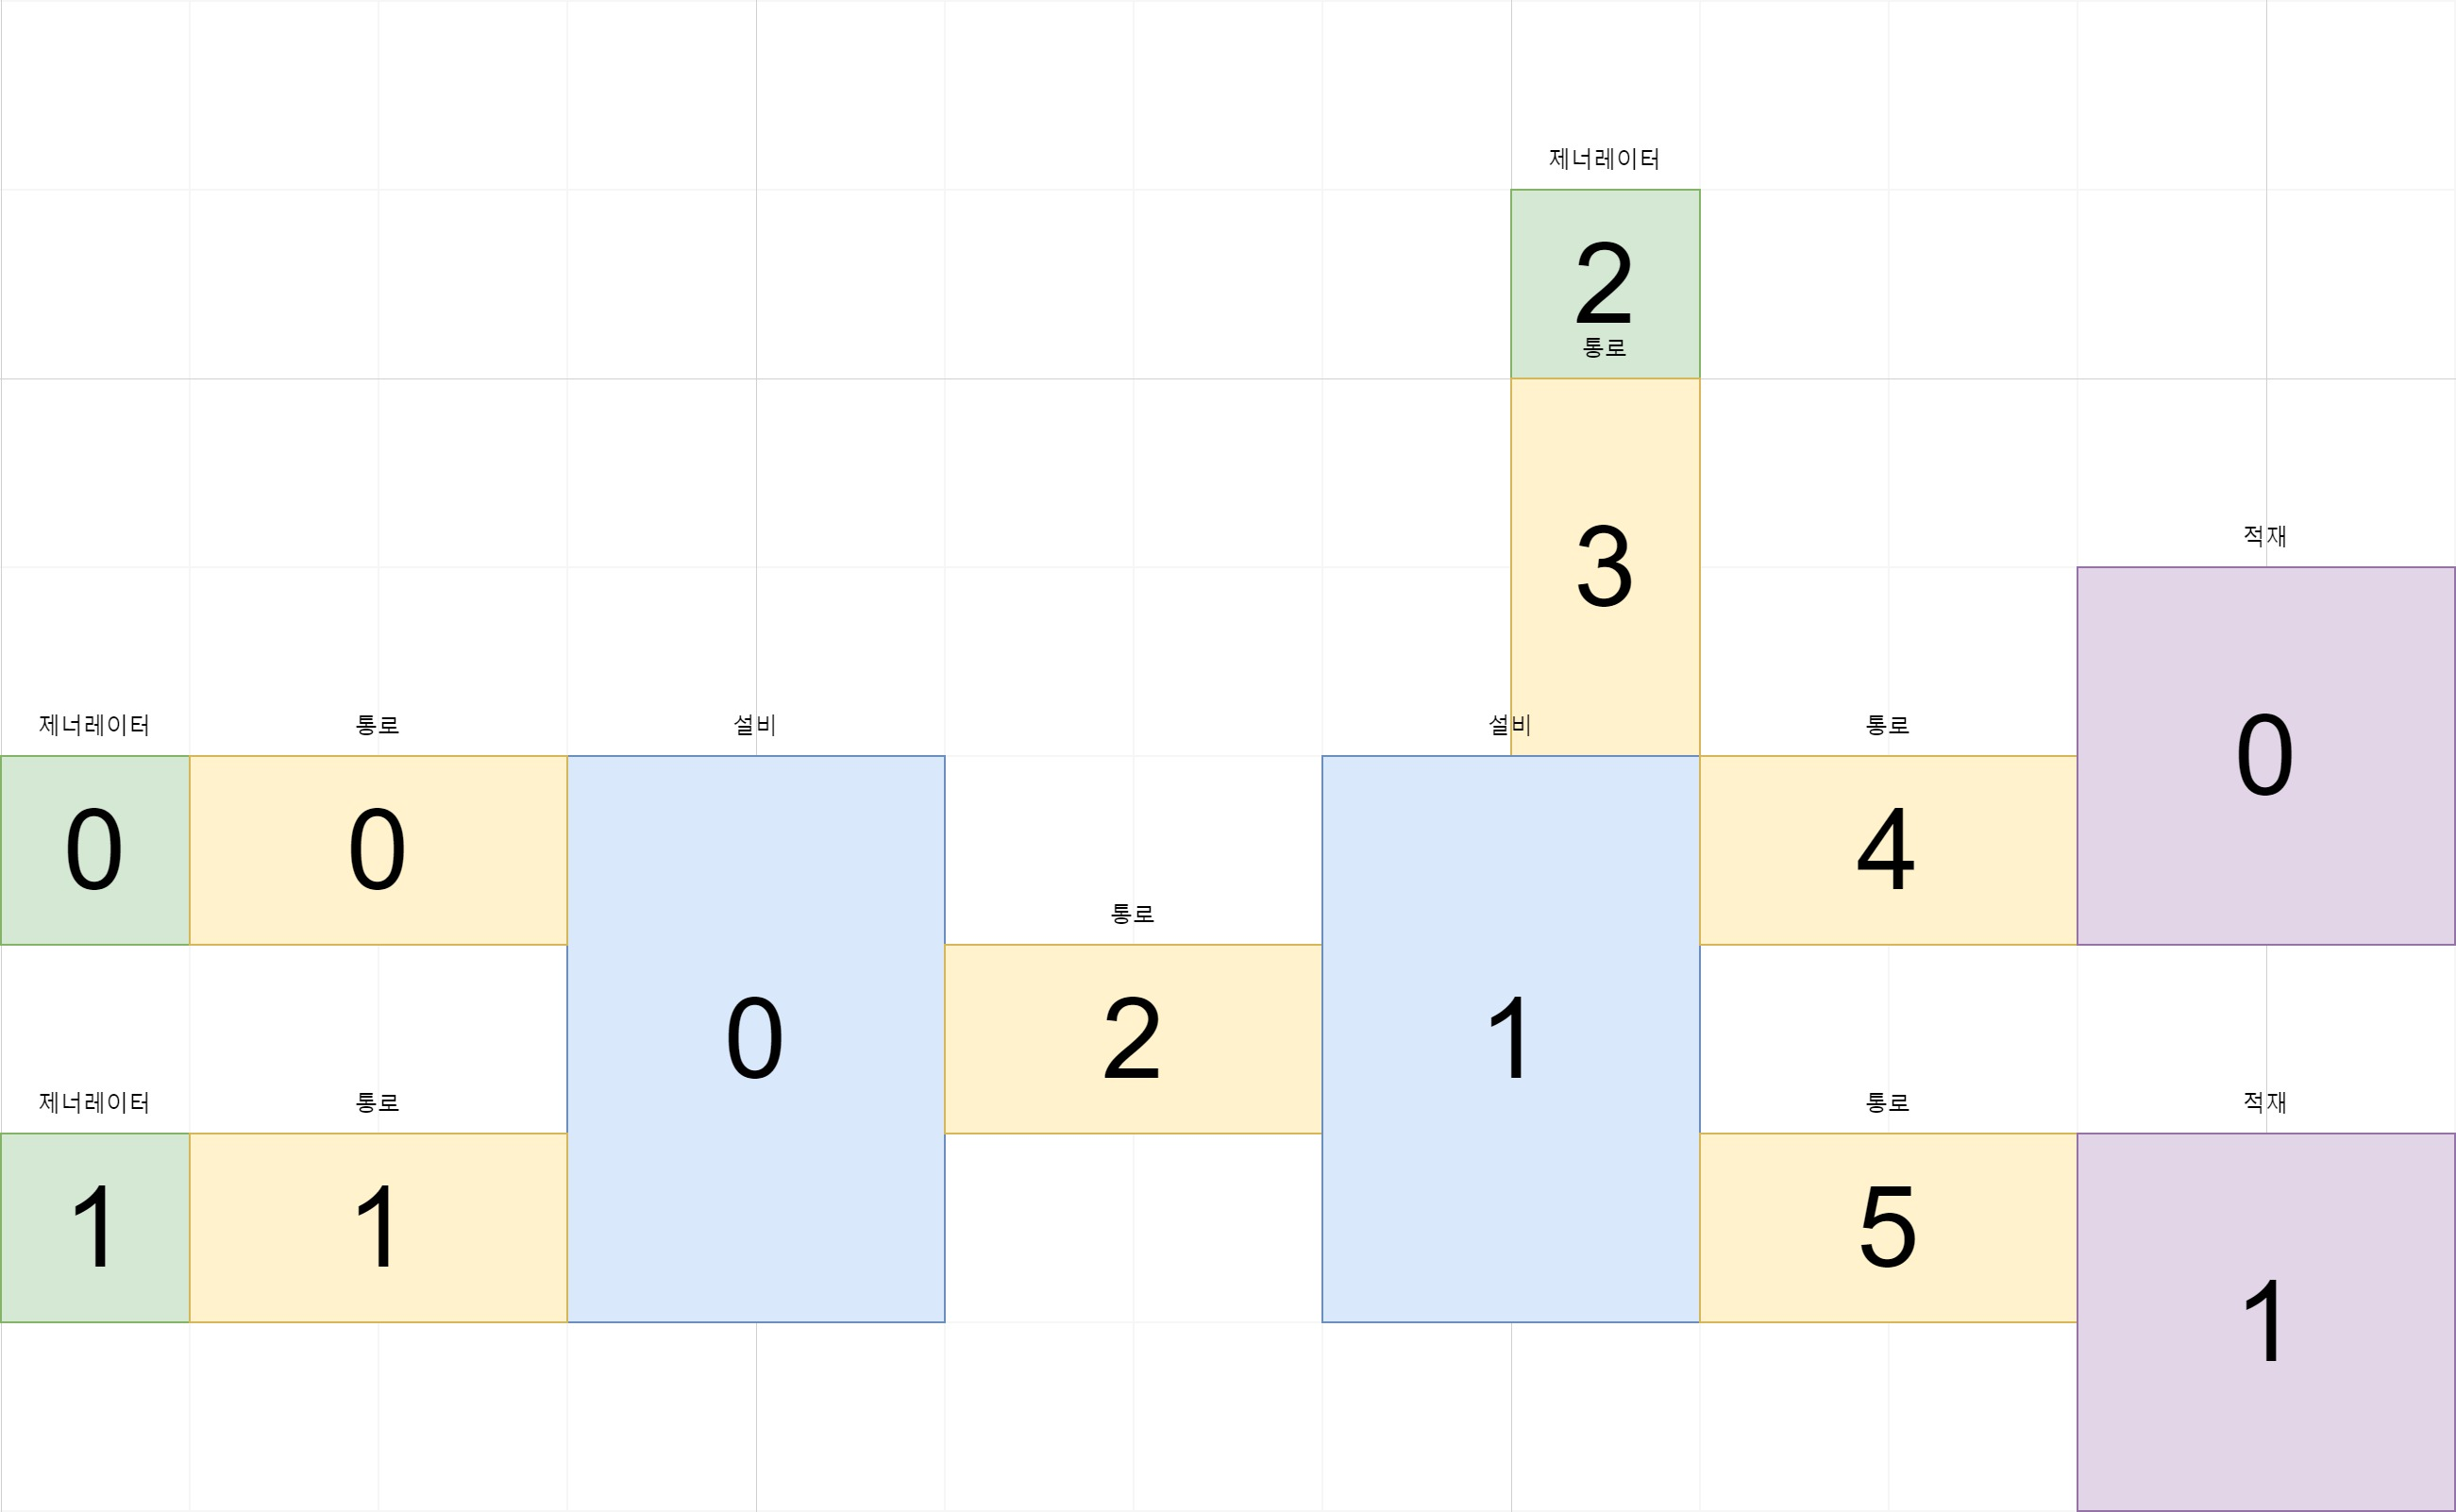 제너레이터
2
통로
3
적재
0
제너레이터 통로 설비 설비 통로
0 0 4
통로
0 2 1
제너레이터 통로 통로 적재
1 1 5
1